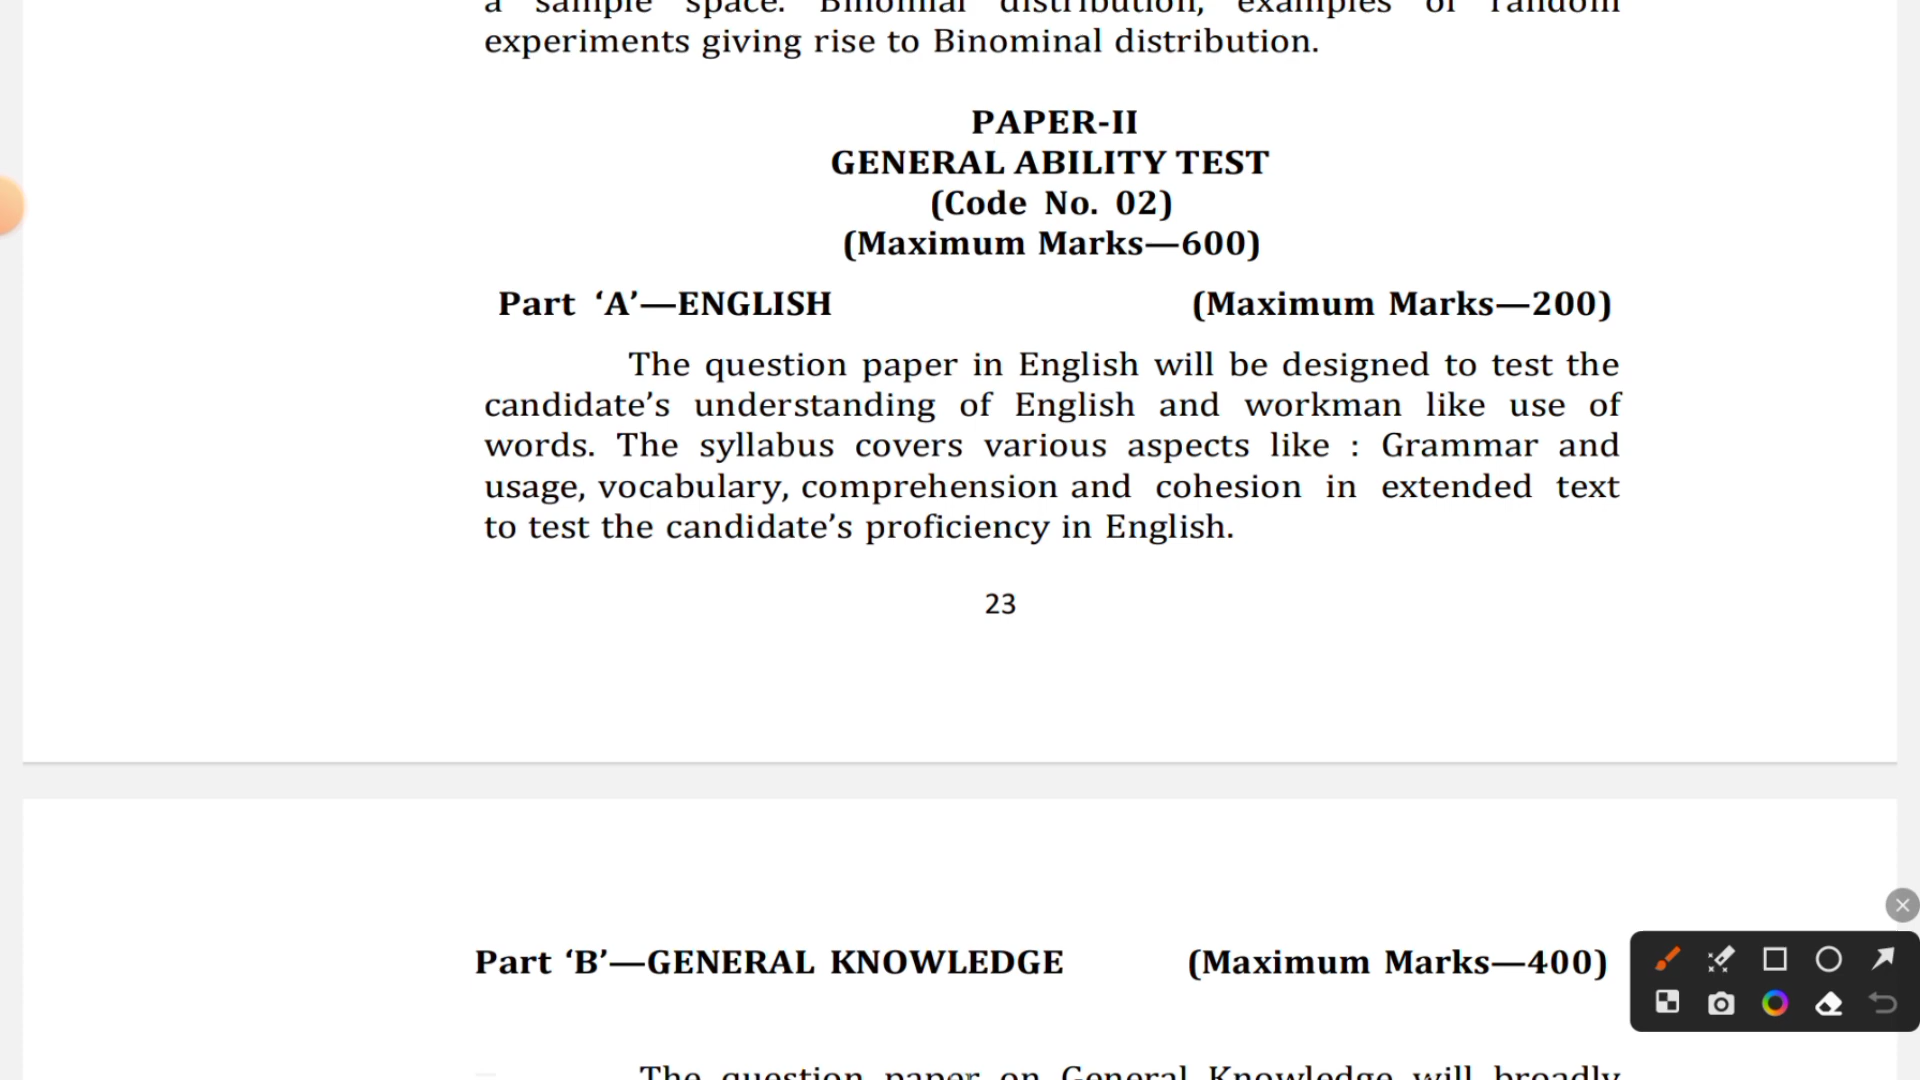 a sample space. Binomial distribution, examples of random
experiments giving rise to Binominal distribution.
PAPER-II
GENERAL ABILITY TEST
(Code No. 02)
(Maximum Marks—600)
Part ‘A’—ENGLISH (Maximum Marks—200)
The question paper in English will be designed to test the
candidate’s understanding of English and workman like use of
words. The syllabus covers various aspects like : Grammar and
usage, vocabulary, comprehension and cohesion in extended text
to test the candidate’s proficiency in English.
23
Part ‘B’—GENERAL KNOWLEDGE (Maximum Marks—400)
The question paper on General Knowledge will broadly